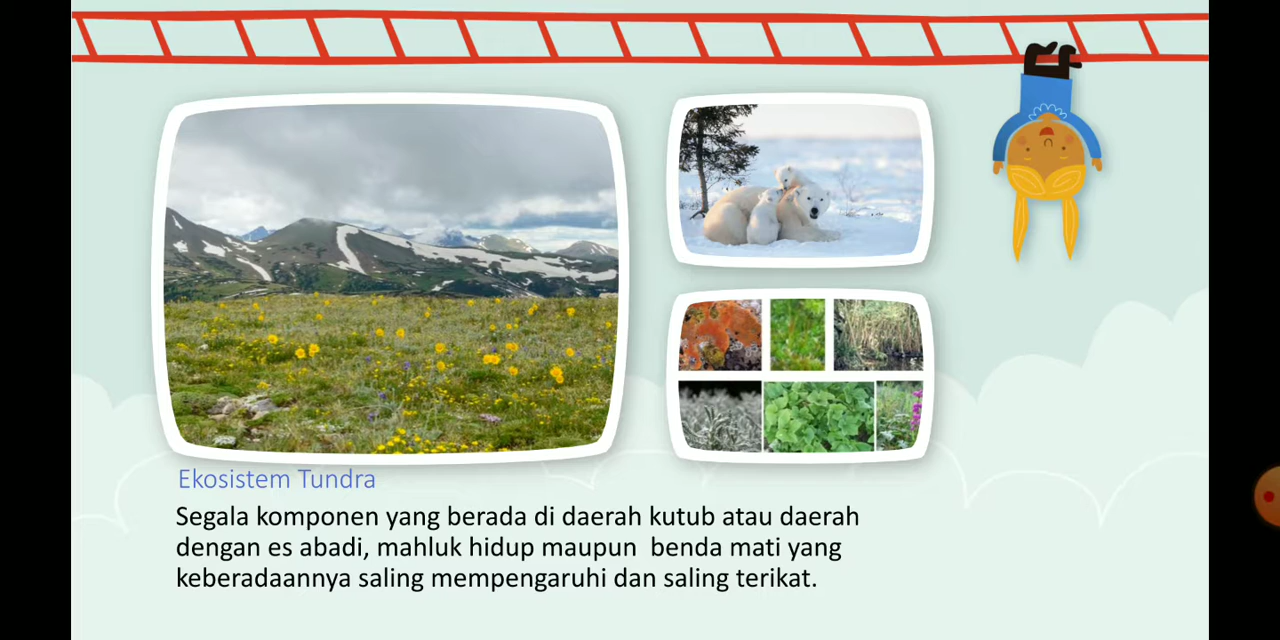 Ekosistem Tundra
Segala komponen yang berada di daerah kutub atau daerah
dengan es abadi, mahluk hidup maupun benda mati yang
keberadaannya saling mempengaruhi dan saling terikat.